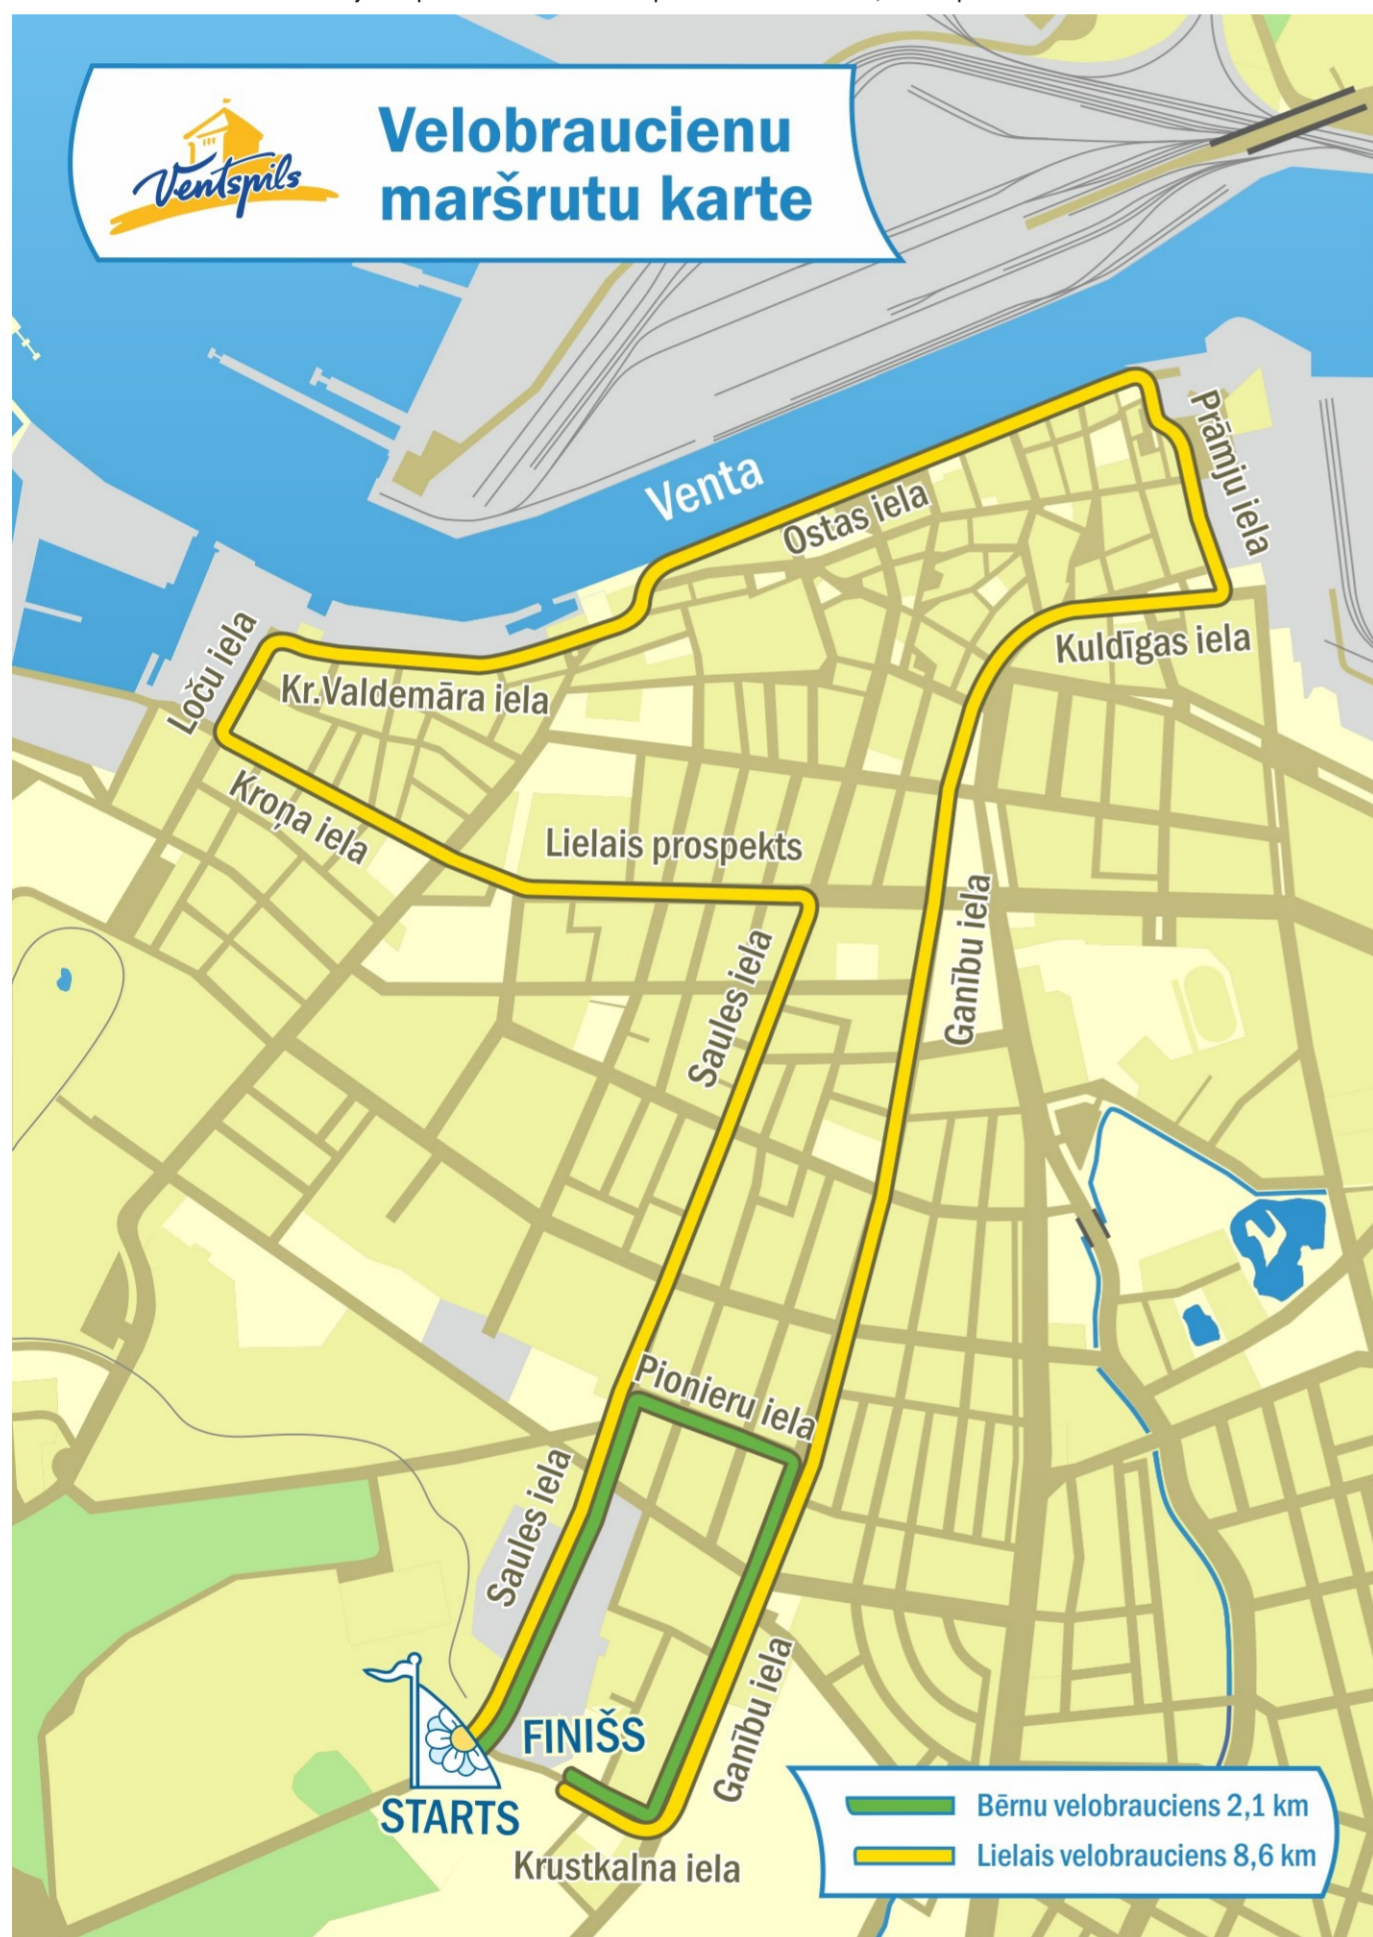 Ventspils
Velobraucienu
maršrutu karte
Venta
Ostas iela
Prāmju iela
Loču iela
Kr.Valdemāra iela
Kuldīgas iela
Kroņa iela
Lielais prospekts
Saules iela
Ganību iela
Pionieru iela
Saules iela
Ganību iela
FINIŠS
STARTS
Krustkalna iela
Bērnu velobrauciens 2,1 km
Lielais velobrauciens 8,6 km